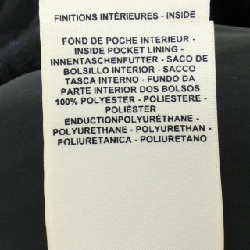 FINITIONS INTÉRIEURES - INSIDE
FOND DE POCHE INTERIEUR -
INSIDE POCKET LINING -
INNENTASCHENFUTTER - SACO DE
BOLSILLO INTERIOR - SACCO
TASCA INTERNO - FUNDO DA
PARTE INTERIOR DOS BOLSOS
100% POLYESTER - POLIESTERE -
POLIÉSTER
ENDUCTIONPOLYURÉTHANE -
POLYURETHANE - POLYURETHAN -
POLIURETANICA - POLIURETANO